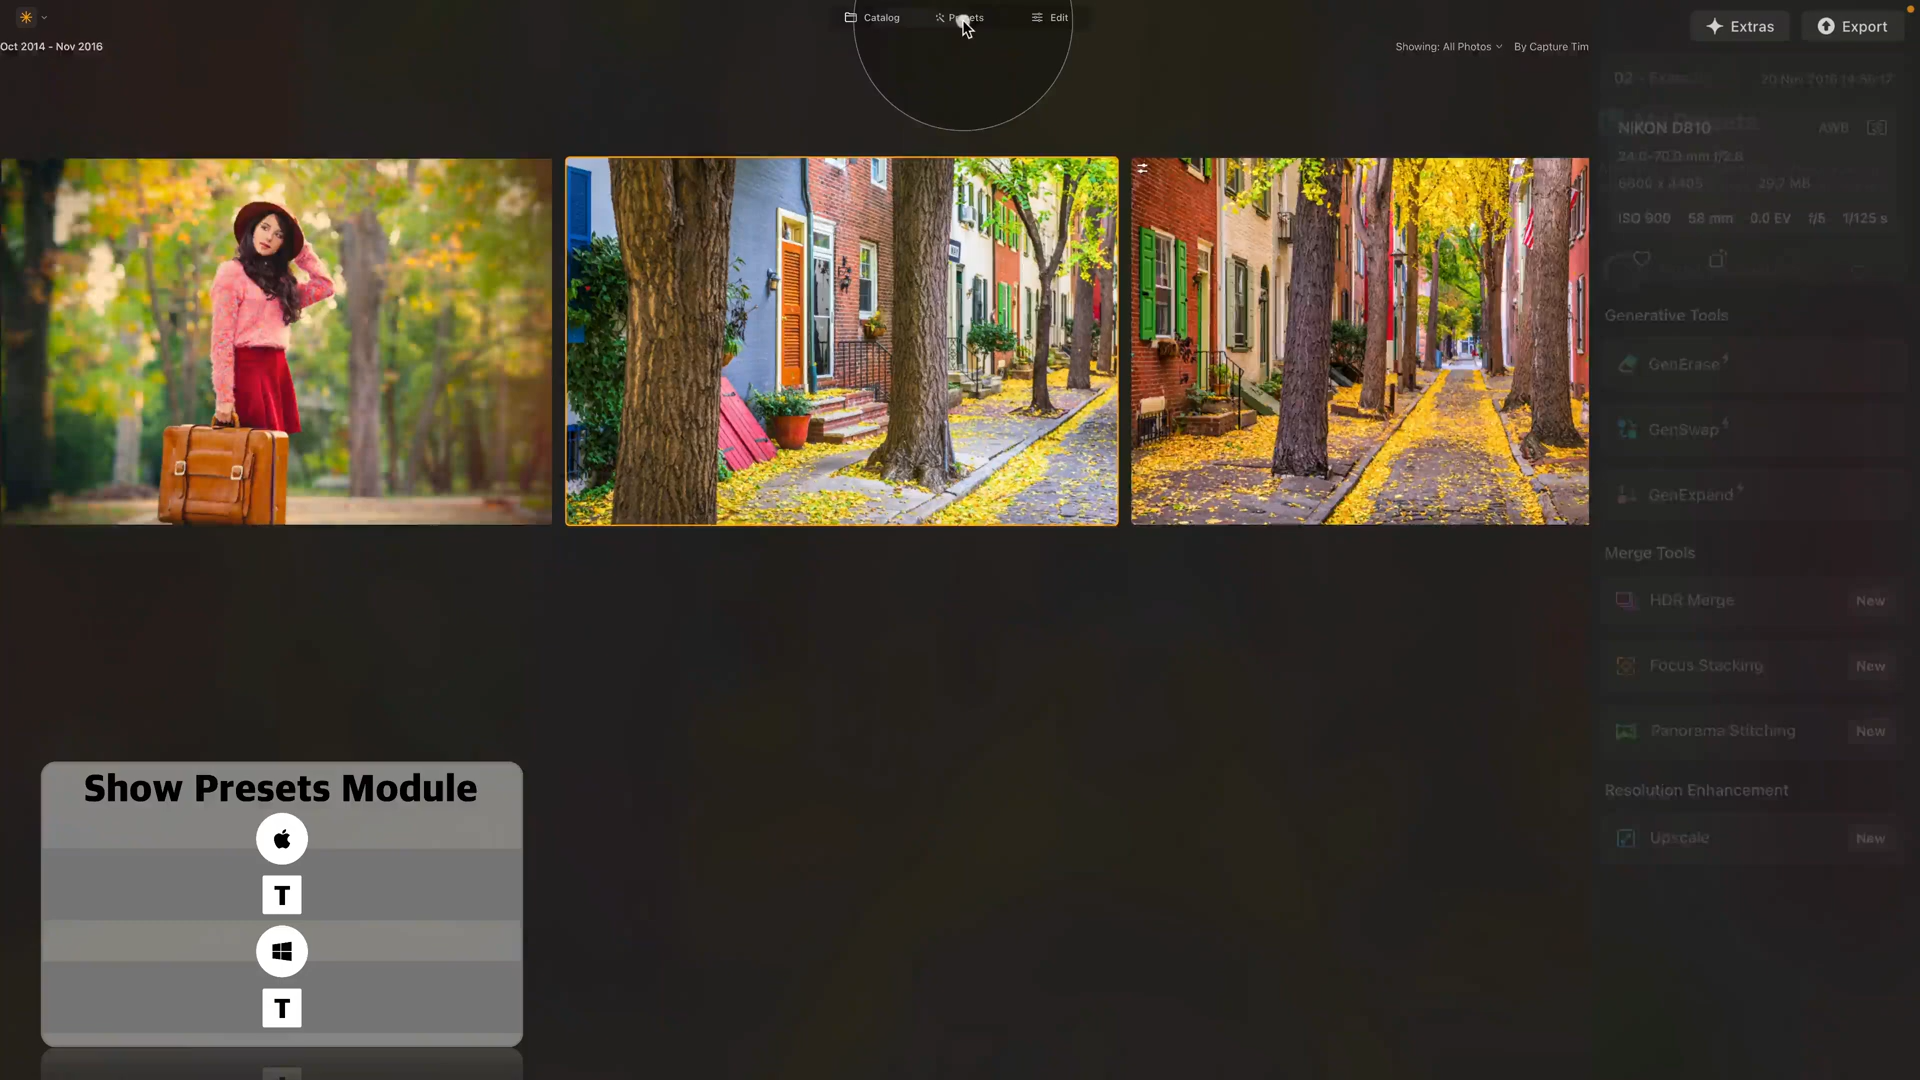 Catalog
Presets
Edit
Extras
Export
Oct 2014 - Nov 2016
Showing: All Photos
By Capture Tim
NIKON D810
AWB
24.0-70.0 mm f/2.8
29.7 MB
ISO 900 58 mm 0.0 EV f/5 1/125 s
Generative Tools
GenErase
GenSwap
GenExpand
Merge Tools
HDR Merge New
Focus Stacking New
Panorama Stitching New
Resolution Enhancement
Upscale New
Show Presets Module
T
T